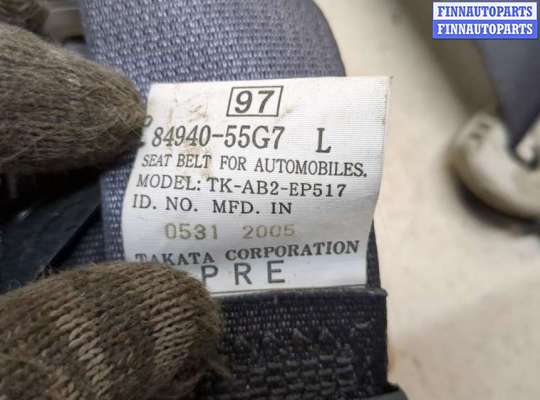 FINNAUTOPARTS
FINNAUTOPARTS
97
84940-55G7 L
SEAT BELT FOR AUTOMOBILES.
MODEL: TK-AB2-EP517
ID. NO. MFD. IN
0531 2005
TAKATA CORPORATION
PRE